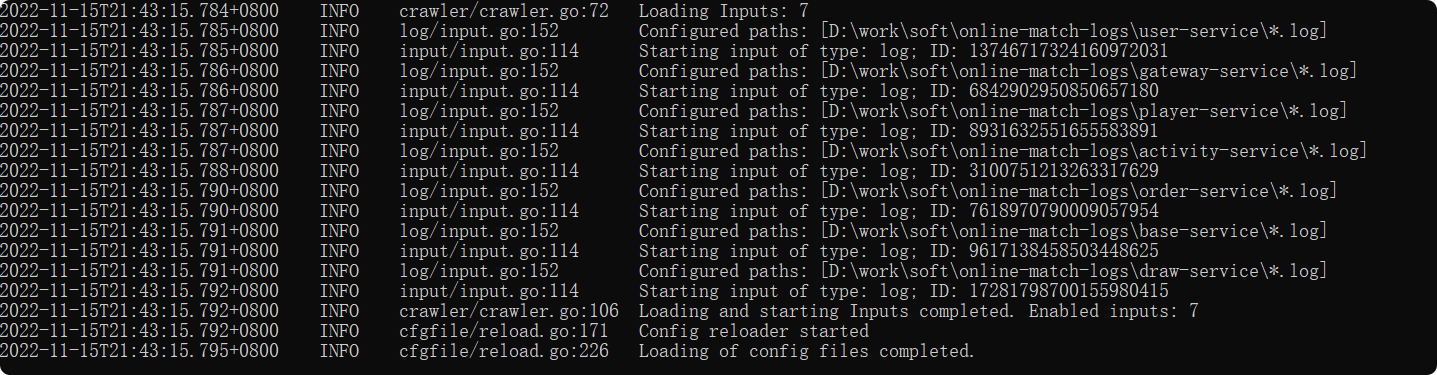 2022-11-15T21:43:15.784+0800 INFO crawler/crawler.go:72 Loading Inputs: 7
2022-11-15T21:43:15.785+0800 INFO log/input.go:152 Configured paths: [D:\work\soft\online-match-logs\user-service\*.log]
2022-11-15T21:43:15.785+0800 INFO input/input.go:114 Starting input of type: log; ID: 13746717324160972031
2022-11-15T21:43:15.786+0800 INFO log/input.go:152 Configured paths: [D:\work\soft\online-match-logs\gateway-service\*.log]
2022-11-15T21:43:15.786+0800 INFO input/input.go:114 Starting input of type: log; ID: 6842902950850657180
2022-11-15T21:43:15.787+0800 INFO log/input.go:152 Configured paths: [D:\work\soft\online-match-logs\player-service\*.log]
2022-11-15T21:43:15.787+0800 INFO input/input.go:114 Starting input of type: log; ID: 8931632551655583891
2022-11-15T21:43:15.787+0800 INFO log/input.go:152 Configured paths: [D:\work\soft\online-match-logs\activity-service\*.log]
2022-11-15T21:43:15.788+0800 INFO input/input.go:114 Starting input of type: log; ID: 3100751213263317629
2022-11-15T21:43:15.790+0800 INFO log/input.go:152 Configured paths: [D:\work\soft\online-match-logs\order-service\*.log]
2022-11-15T21:43:15.790+0800 INFO input/input.go:114 Starting input of type: log; ID: 7618970790009057954
2022-11-15T21:43:15.791+0800 INFO log/input.go:152 Configured paths: [D:\work\soft\online-match-logs\base-service\*.log]
2022-11-15T21:43:15.791+0800 INFO input/input.go:114 Starting input of type: log; ID: 9617138458503448625
2022-11-15T21:43:15.791+0800 INFO log/input.go:152 Configured paths: [D:\work\soft\online-match-logs\draw-service\*.log]
2022-11-15T21:43:15.792+0800 INFO input/input.go:114 Starting input of type: log; ID: 17281798700155980415
2022-11-15T21:43:15.792+0800 INFO crawler/crawler.go:106 Loading and starting Inputs completed. Enabled inputs: 7
2022-11-15T21:43:15.792+0800 INFO cfgfile/reload.go:171 Config reloader started
2022-11-15T21:43:15.795+0800 INFO cfgfile/reload.go:226 Loading of config files completed.